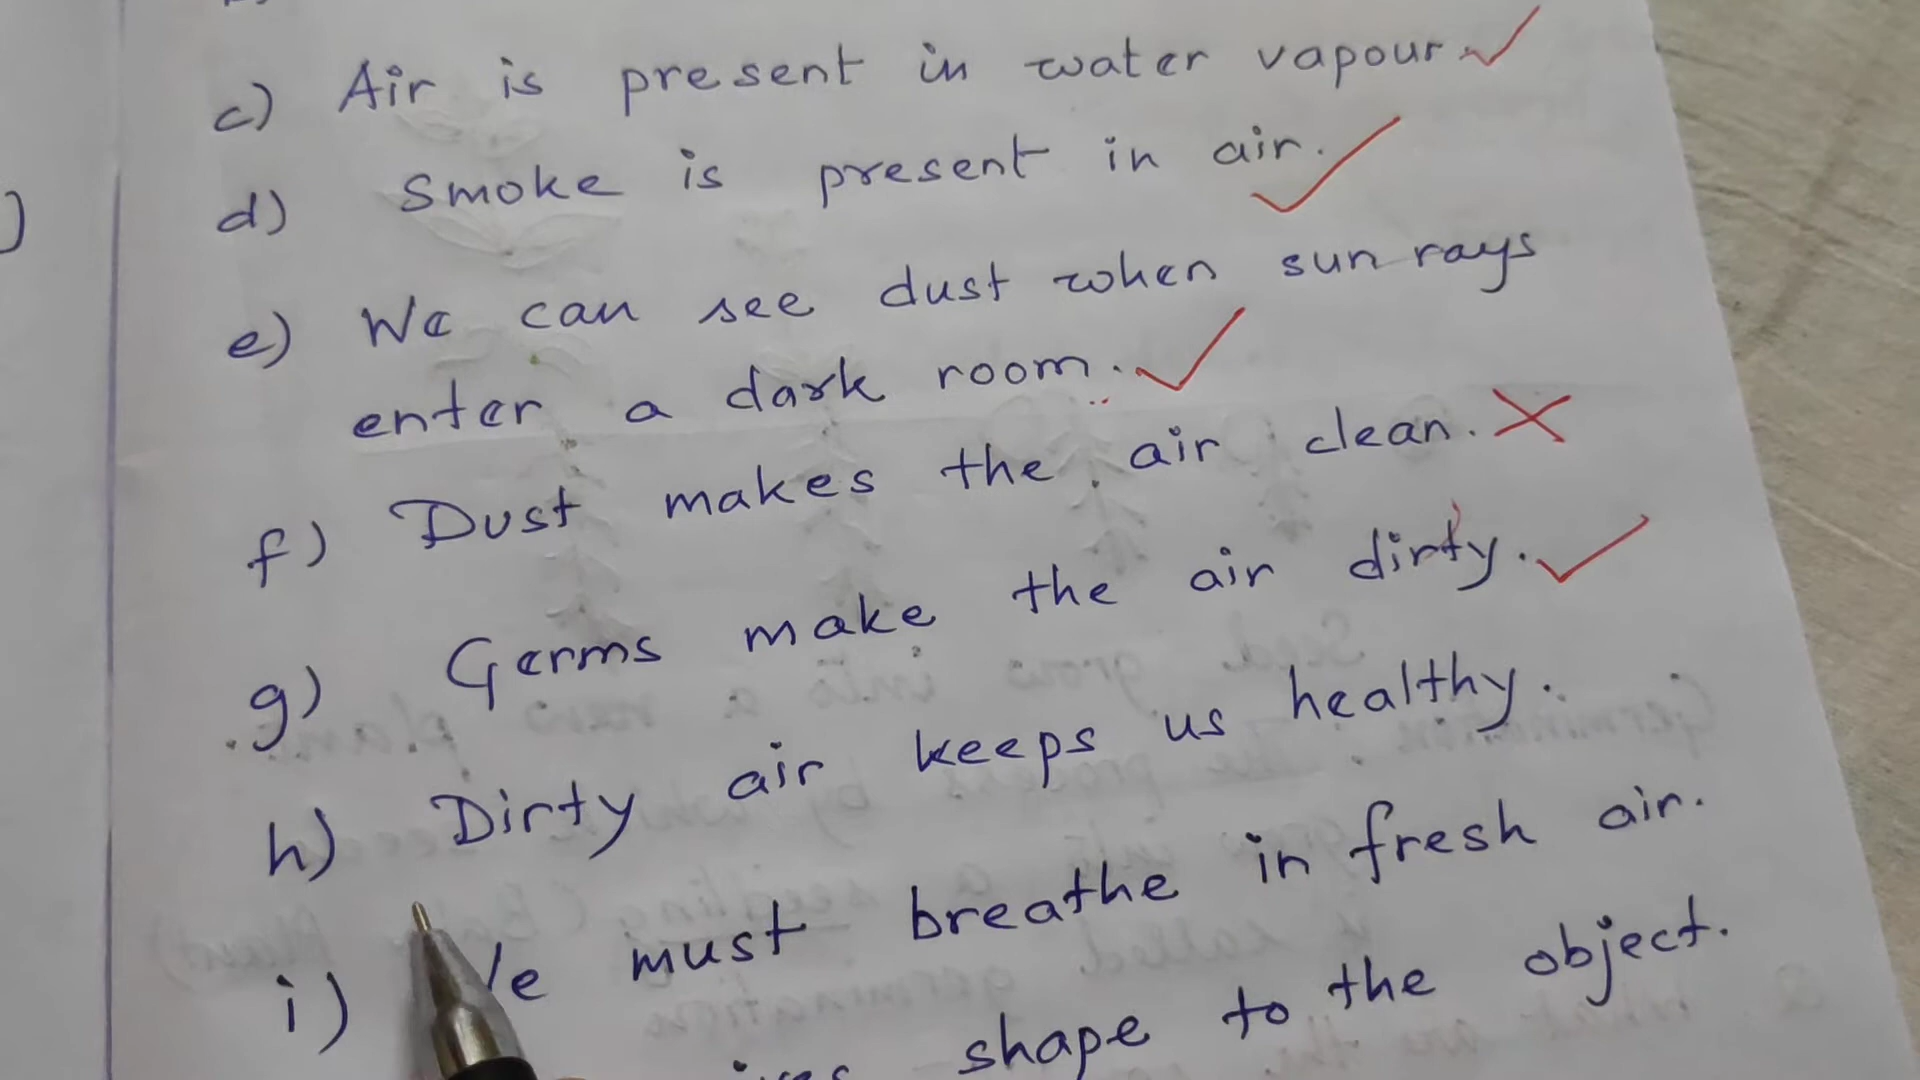 c) Air is present in water vapour
d) Smoke is present in air.
e) We can see dust when sun rays
enter a dark room.
f) Dust makes the air clean.
g) Germs make the air dirty.
h) Dirty air keeps us healthy.
i) We must breathe in fresh air.
shape to the object.